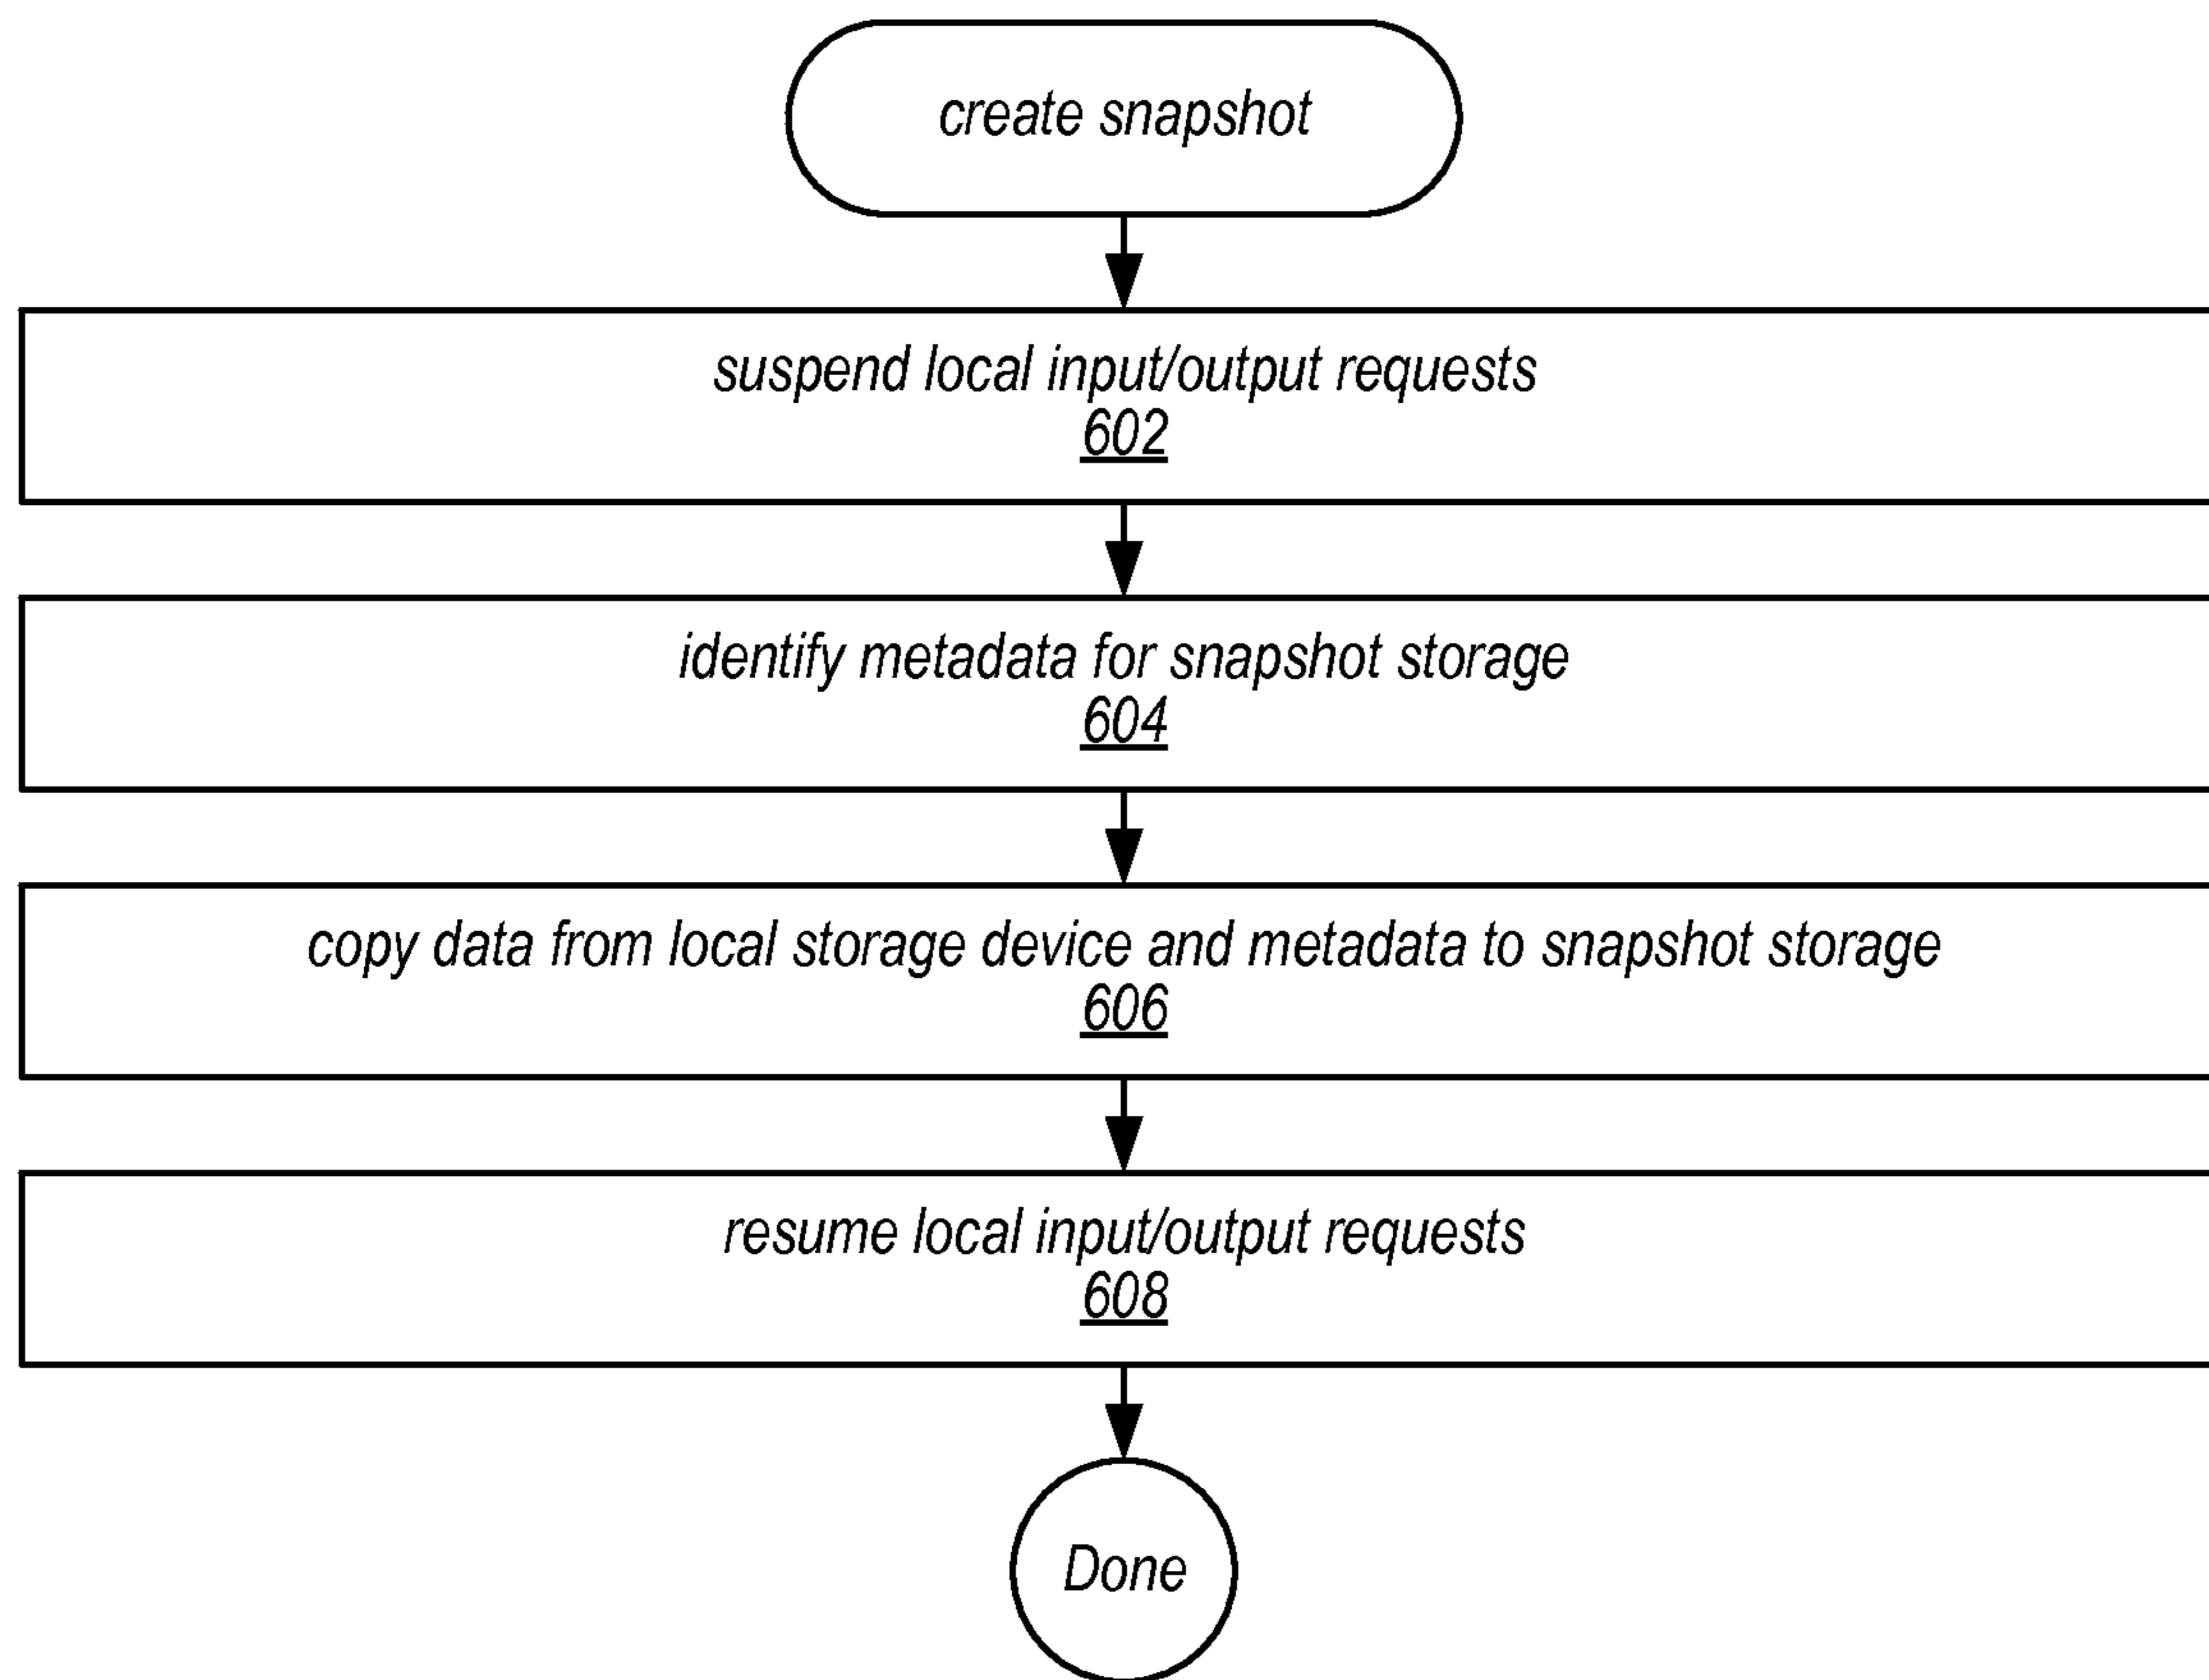 create snapshot
suspend local input/output requests
602
identify metadata for snapshot storage
604
copy data from local storage device and metadata to snapshot storage
606
resume local input/output requests
608
Done